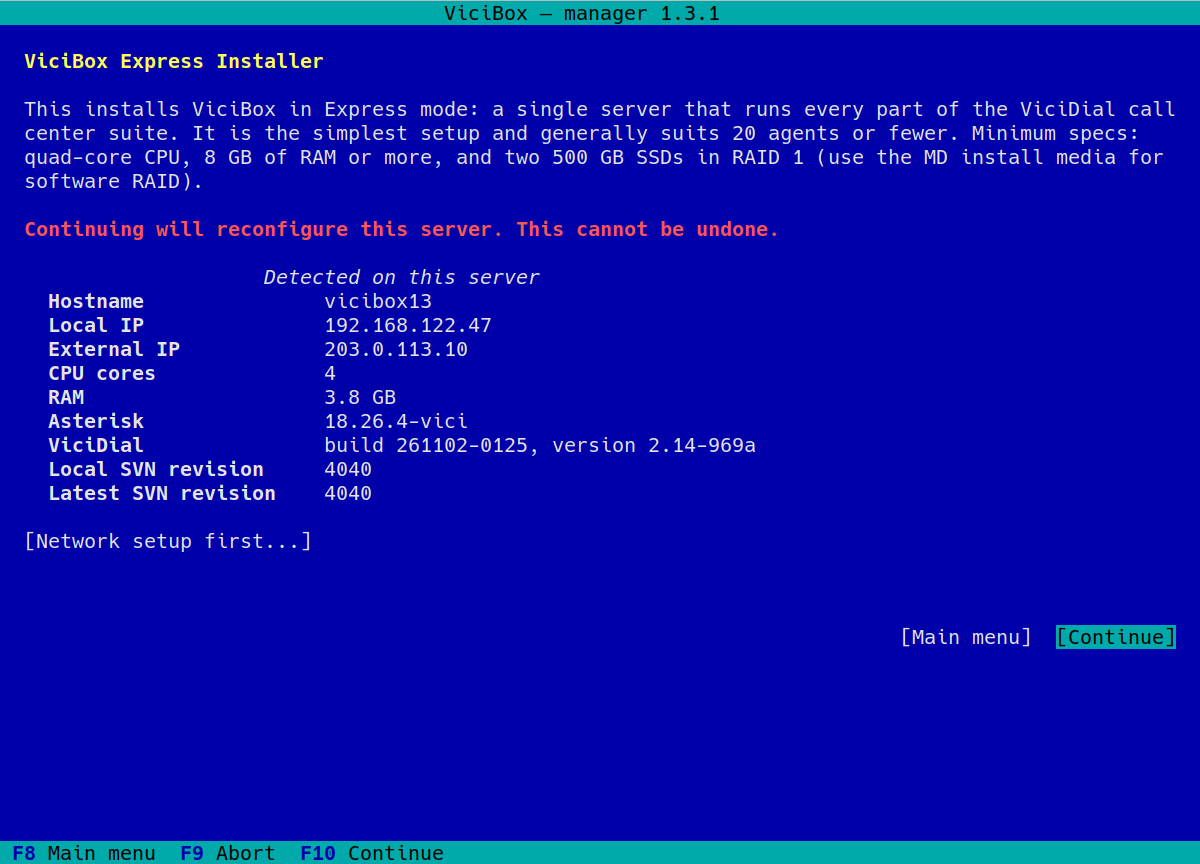 ViciBox — manager 1.3.1
ViciBox Express Installer
This installs ViciBox in Express mode: a single server that runs every part of the ViciDial call
center suite. It is the simplest setup and generally suits 20 agents or fewer. Minimum specs:
quad-core CPU, 8 GB of RAM or more, and two 500 GB SSDs in RAID 1 (use the MD install media for
software RAID).
Continuing will reconfigure this server. This cannot be undone.
Detected on this server
Hostname vicibox13
Local IP 192.168.122.47
External IP 203.0.113.10
CPU cores 4
RAM 3.8 GB
Asterisk 18.26.4-vici
ViciDial build 261102-0125, version 2.14-969a
Local SVN revision 4040
Latest SVN revision 4040
[Network setup first...]
[Main menu] [Continue]
F8 Main menu F9 Abort F10 Continue